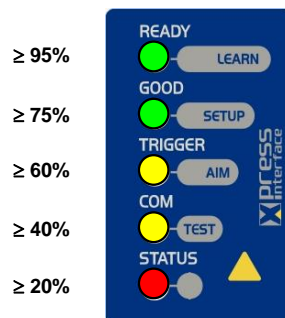 READY
≥ 95% LEARN
GOOD
≥ 75% SETUP
TRIGGER
≥ 60% AIM
COM
≥ 40% TEST
STATUS
≥ 20%
Xpress
interface